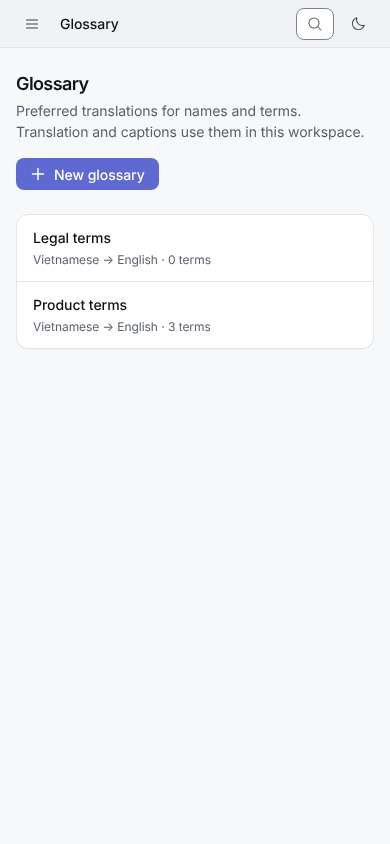 Glossary
Glossary
Preferred translations for names and terms.
Translation and captions use them in this workspace.
New glossary
Legal terms
Vietnamese → English · 0 terms
Product terms
Vietnamese → English · 3 terms